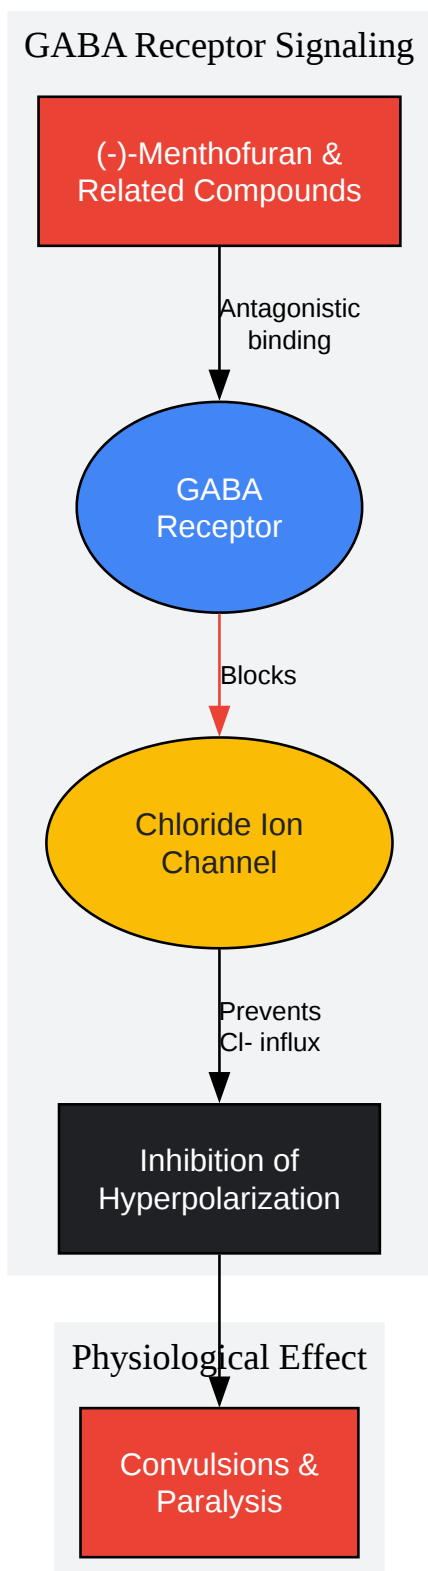 GABA Receptor Signaling
(-)-Menthofuran &
Related Compounds
Antagonistic
binding
GABA
Receptor
Blocks
Chloride Ion
Channel
Prevents
Cl- influx
Inhibition of
Hyperpolarization
Physiological Effect
Convulsions &
Paralysis